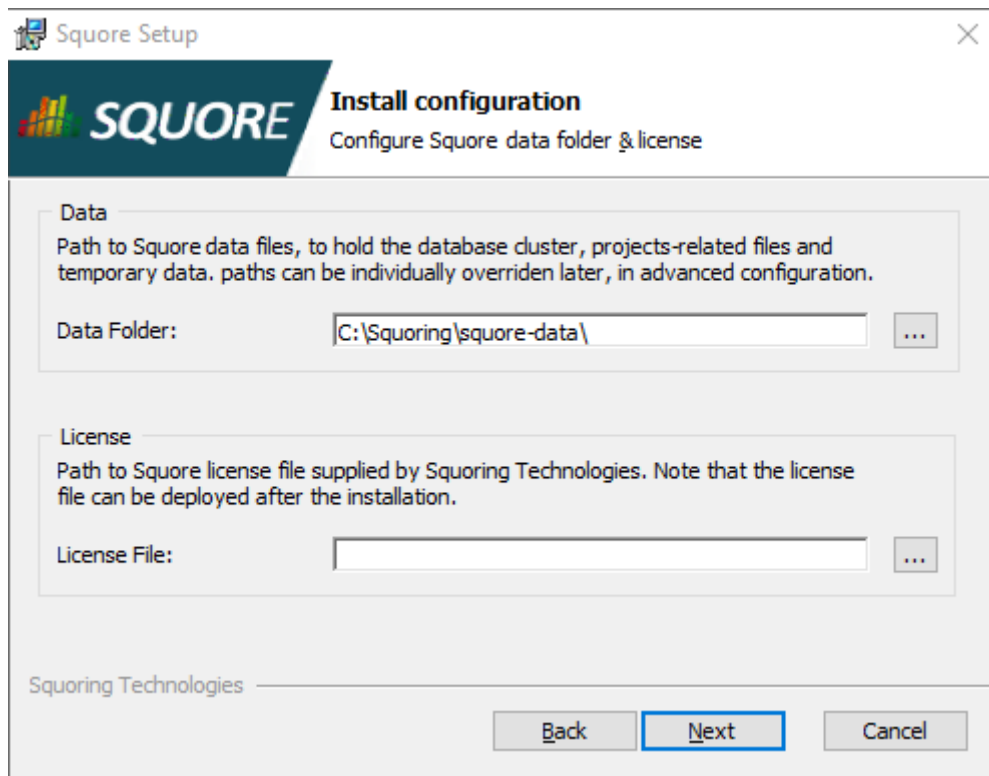 Squore Setup
SQUORE
Install configuration
Configure Squore data folder & license
Data
Path to Squore data files, to hold the database cluster, projects-related files and
temporary data. paths can be individually overriden later, in advanced configuration.
Data Folder:
C:\Squoring\squore-data\
...
License
Path to Squore license file supplied by Squoring Technologies. Note that the license
file can be deployed after the installation.
License File:
...
Squoring Technologies
Back
Next
Cancel